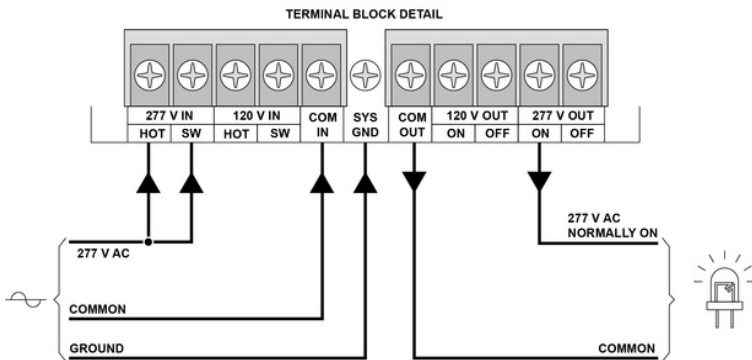 TERMINAL BLOCK DETAIL
277 V IN
120 V IN
COM IN
SYS GND
COM OUT
120 V OUT
277 V OUT
HOT
SW
HOT
SW
ON
OFF
ON
OFF
277 V AC
277 V AC
NORMALLY ON
COMMON
GROUND
COMMON